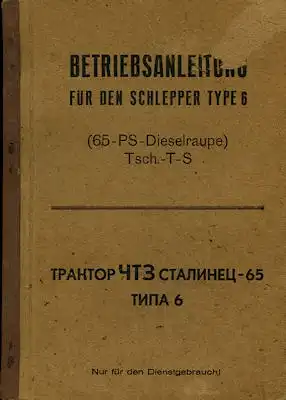 BETRIEBSANLEITUNG
FÜR DEN SCHLEPPER TYPE 6
(65-PS-Dieselraupe)
Tsch.-T-S
ТРАКТОР ЧТЗ СТАЛИНЕЦ-65
ТИПА 6
Nur für den Dienstgebrauch!